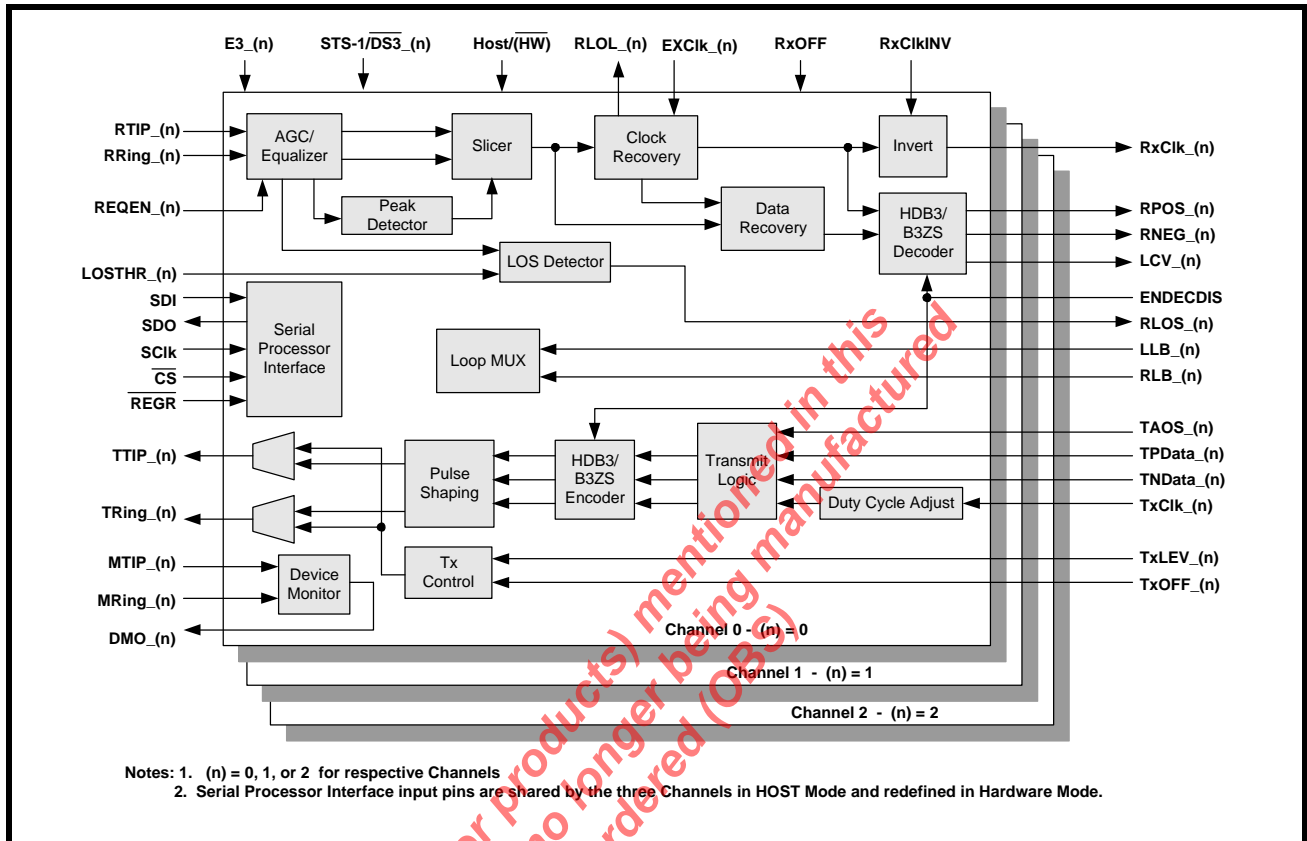 E3_(n) STS-1/DS3_(n) Host/(HW) RLOL_(n) EXClk_(n) RxOFF RxClkINV
RTIP_(n)
RRing_(n)
REQEN_(n)
LOSTHR_(n)
SDI
SDO
SClk
CS
REGR
TTIP_(n)
TRing_(n)
MTIP_(n)
MRing_(n)
DMO_(n)
AGC/
Equalizer
Peak
Detector
Slicer
LOS Detector
Clock
Recovery
Data
Recovery
Invert
HDB3/
B3ZS
Decoder
Serial
Processor
Interface
Loop MUX
Pulse
Shaping
HDB3/
B3ZS
Encoder
Transmit
Logic
Duty Cycle Adjust
Tx
Control
Device
Monitor
RxClk_(n)
RPOS_(n)
RNEG_(n)
LCV_(n)
ENDECDIS
RLOS_(n)
LLB_(n)
RLB_(n)
TAOS_(n)
TPData_(n)
TNData_(n)
TxClk_(n)
TxLEV_(n)
TxOFF_(n)
Channel 0 - (n) = 0
Channel 1 - (n) = 1
Channel 2 - (n) = 2
Notes: 1. (n) = 0, 1, or 2 for respective Channels
2. Serial Processor Interface input pins are shared by the three Channels in HOST Mode and redefined in Hardware Mode.
or products) mentioned in this
no longer being manufactured
rdered (OBS)